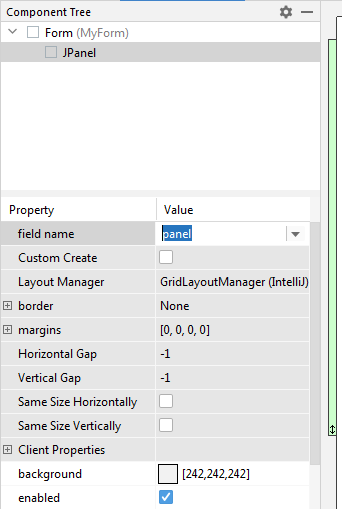 Component Tree
Form (MyForm)
JPanel
Property Value
field name panel
Custom Create
Layout Manager GridLayoutManager (IntelliJ)
border None
margins [0, 0, 0, 0]
Horizontal Gap -1
Vertical Gap -1
Same Size Horizontally
Same Size Vertically
Client Properties
background [242,242,242]
enabled